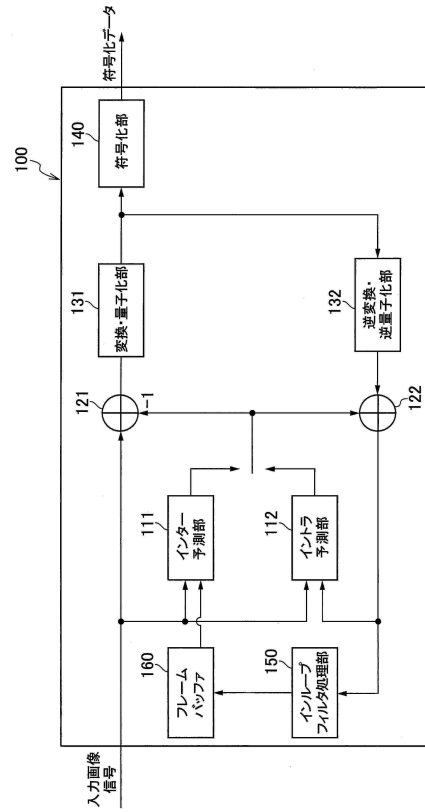 100
入力画像
信号
121
-1
131
変換・量子化部
140
符号化部
符号化データ
111
インター
予測部
112
イントラ
予測部
160
フレーム
バッファ
150
インループ
フィルタ処理部
122
132
逆変換・
逆量子化部